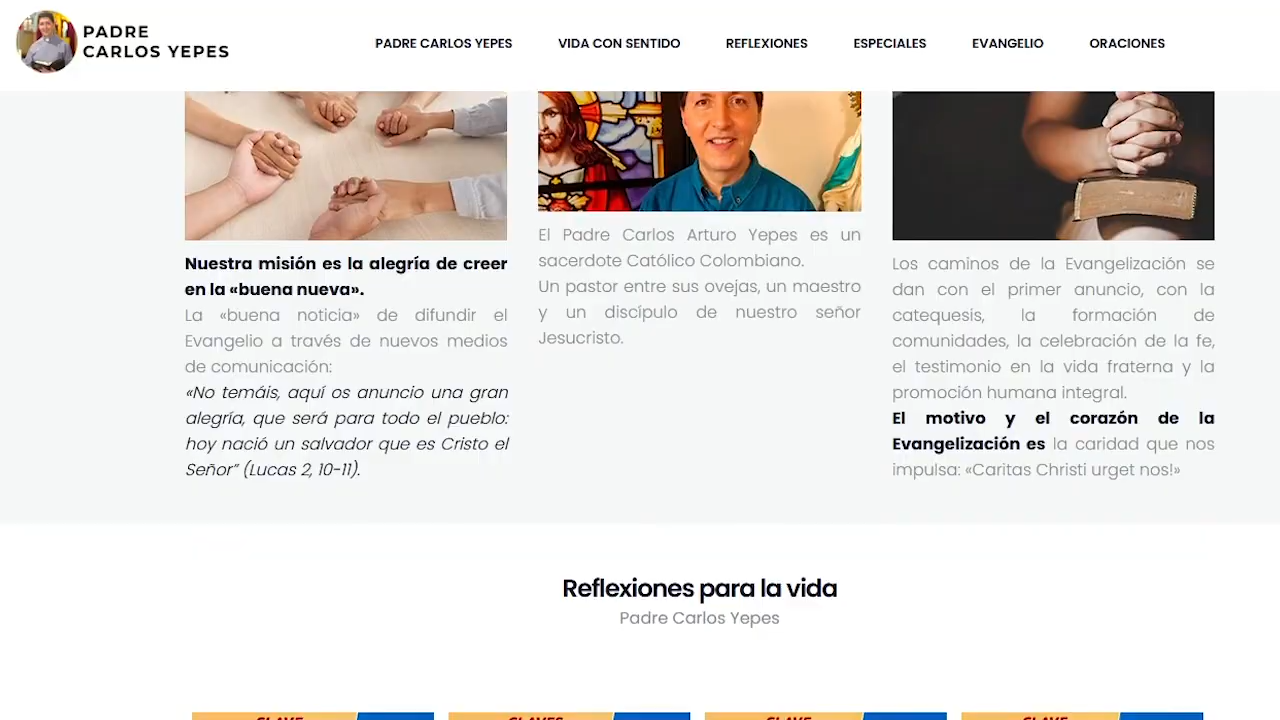 PADRE
CARLOS YEPES
PADRE CARLOS YEPES
VIDA CON SENTIDO
REFLEXIONES
ESPECIALES
EVANGELIO
ORACIONES
Nuestra misión es la alegría de creer
en la «buena nueva».
La «buena noticia» de difundir el
Evangelio a través de nuevos medios
de comunicación:
«No temáis, aquí os anuncio una gran
alegría, que será para todo el pueblo:
hoy nació un salvador que es Cristo el
Señor” (Lucas 2, 10-11).
El Padre Carlos Arturo Yepes es un
sacerdote Católico Colombiano.
Un pastor entre sus ovejas, un maestro
y un discípulo de nuestro señor
Jesucristo.
Los caminos de la Evangelización se
dan con el primer anuncio, con la
catequesis, la formación de
comunidades, la celebración de la fe,
el testimonio en la vida fraterna y la
promoción humana integral.
El motivo y el corazón de la
Evangelización es la caridad que nos
impulsa: «Caritas Christi urget nos!»
Reflexiones para la vida
Padre Carlos Yepes
CLAVE
CLAVES
CLAVE
CLAVE